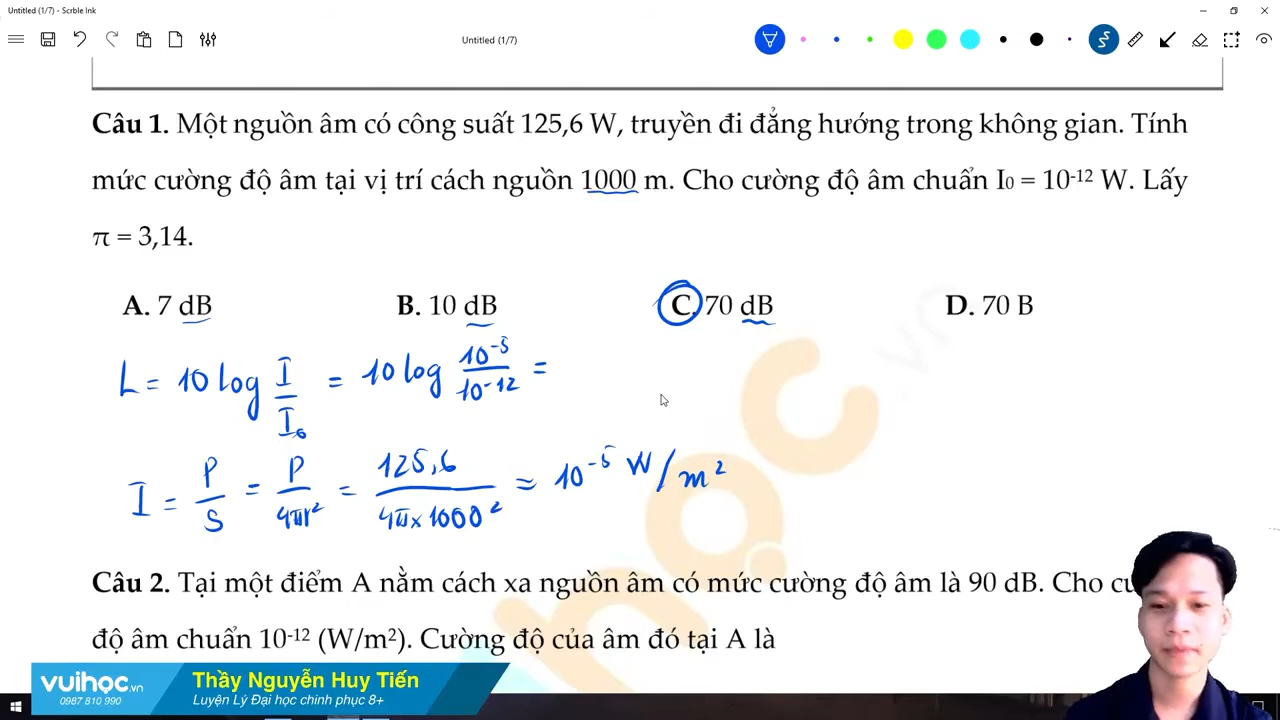 Untitled (1/7) - Scrble Ink
Untitled (1/7)
Câu 1. Một nguồn âm có công suất 125,6 W, truyền đi đẳng hướng trong không gian. Tính
mức cường độ âm tại vị trí cách nguồn 1000 m. Cho cường độ âm chuẩn I₀ = 10⁻¹² W. Lấy
π = 3,14.
A. 7 dB B. 10 dB C. 70 dB D. 70 B
L = 10 log I/I₀ = 10 log 10⁻⁵/10⁻¹² =
I = P/S = P/4πr² = 125,6/4π×1000² ≈ 10⁻⁵ W/m²
Câu 2. Tại một điểm A nằm cách xa nguồn âm có mức cường độ âm là 90 dB. Cho
độ âm chuẩn 10⁻¹² (W/m²). Cường độ của âm đó tại A là
vuihọc.vn
0987 810 990
Thầy Nguyễn Huy Tiến
Luyện Lý Đại học chinh phục 8+
học.vn